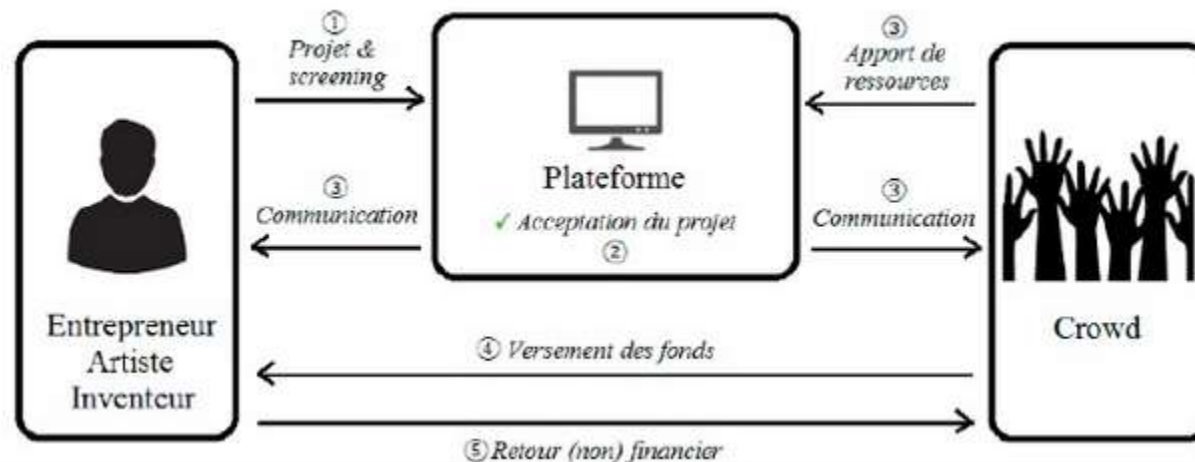 ①
Projet &
screening
③
Communication
Entrepreneur
Artiste
Inventeur
Plateforme
✓ Acceptation du projet
②
③
Apport de
ressources
③
Communication
Crowd
④ Versement des fonds
⑤ Retour (non) financier